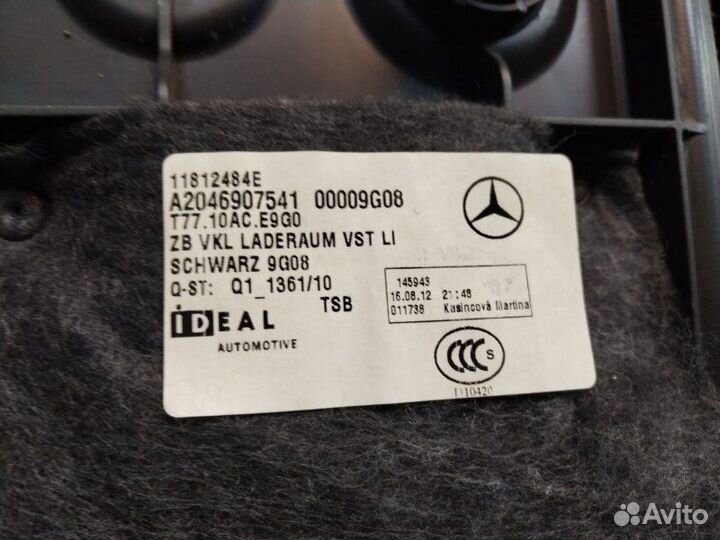 11812484E
A2046907541 00009G08
T77.10AC.E9G0
ZB VKL LADERAUM VST LI
SCHWARZ 9G08
Q-ST: Q1_1361/10
TSB
IDEAL
AUTOMOTIVE
145943
16.08.12 21:48
011738 Kasincová Martina
CCC S
Avito